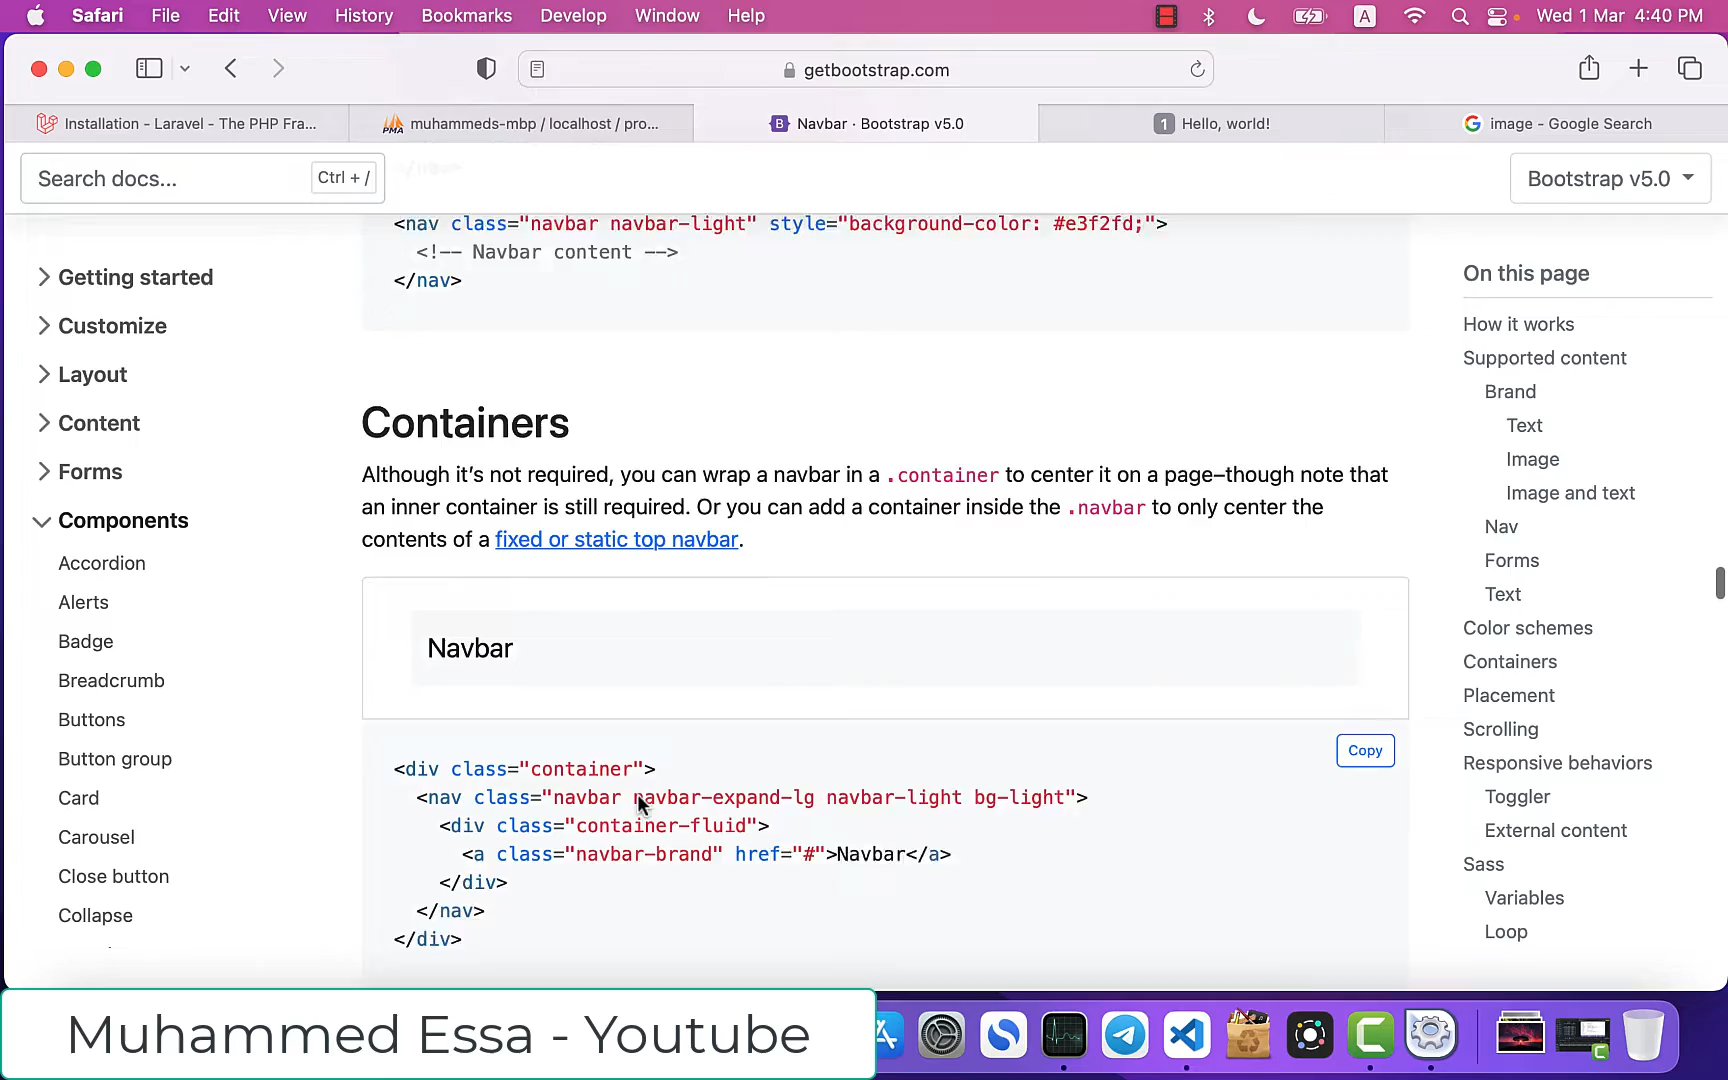 Safari File Edit View History Bookmarks Develop Window Help A Wed 1 Mar 4:40 PM
getbootstrap.com
Installation - Laravel - The PHP Fra...
PMA muhammeds-mbp / localhost / pro...
B Navbar · Bootstrap v5.0
1 Hello, world!
G image - Google Search
Search docs... Ctrl + /
Bootstrap v5.0
Getting started
Customize
Layout
Content
Forms
Components
Accordion
Alerts
Badge
Breadcrumb
Buttons
Button group
Card
Carousel
Close button
Collapse
<nav class="navbar navbar-light" style="background-color: #e3f2fd;">
<!-- Navbar content -->
</nav>
Containers
Although it’s not required, you can wrap a navbar in a .container to center it on a page–though note that
an inner container is still required. Or you can add a container inside the .navbar to only center the
contents of a fixed or static top navbar.
Navbar
Copy
<div class="container">
<nav class="navbar navbar-expand-lg navbar-light bg-light">
<div class="container-fluid">
<a class="navbar-brand" href="#">Navbar</a>
</div>
</nav>
</div>
On this page
How it works
Supported content
Brand
Text
Image
Image and text
Nav
Forms
Text
Color schemes
Containers
Placement
Scrolling
Responsive behaviors
Toggler
External content
Sass
Variables
Loop
Muhammed Essa - Youtube